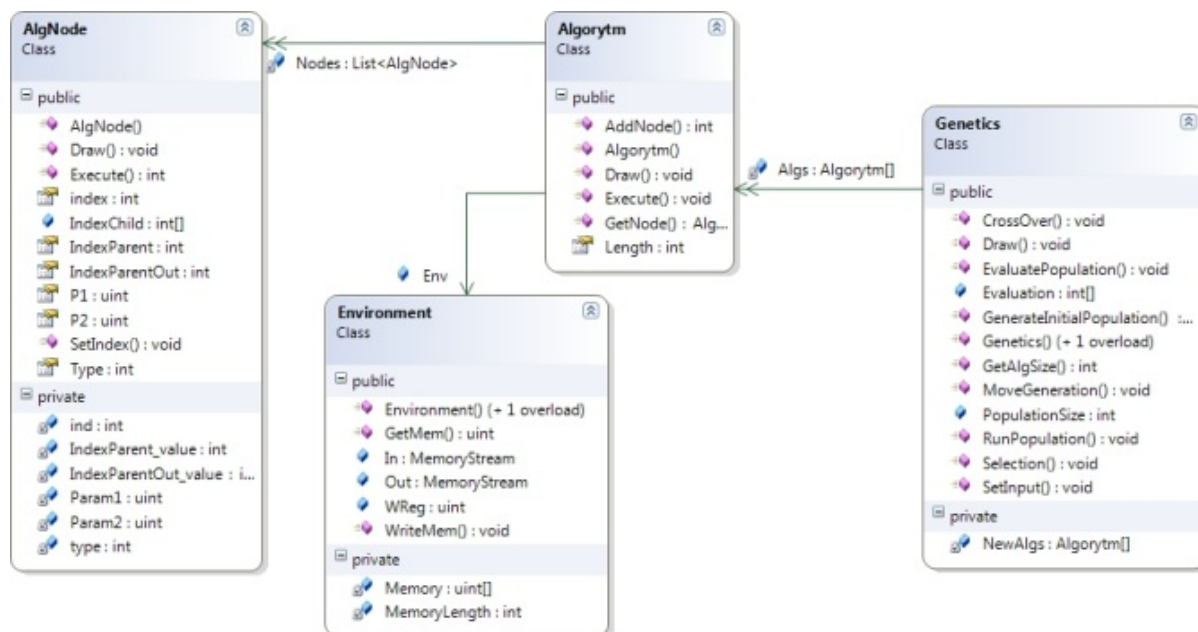 AlgNode
Class
public
AlgNode()
Draw() : void
Execute() : int
index : int
IndexChild : int[]
IndexParent : int
IndexParentOut : int
P1 : uint
P2 : uint
SetIndex() : void
Type : int
private
ind : int
IndexParent_value : int
IndexParentOut_value : i...
Param1 : uint
Param2 : uint
type : int
Nodes : List<AlgNode>
Algorytm
Class
public
AddNode() : int
Algorytm()
Draw() : void
Execute() : void
GetNode() : Alg...
Length : int
Env
Environment
Class
public
Environment() (+ 1 overload)
GetMem() : uint
In : MemoryStream
Out : MemoryStream
WReg : uint
WriteMem() : void
private
Memory : uint[]
MemoryLength : int
Algs : Algorytm[]
Genetics
Class
public
CrossOver() : void
Draw() : void
EvaluatePopulation() : void
Evaluation : int[]
GenerateInitialPopulation() :...
Genetics() (+ 1 overload)
GetAlgSize() : int
MoveGeneration() : void
PopulationSize : int
RunPopulation() : void
Selection() : void
SetInput() : void
private
NewAlgs : Algorytm[]